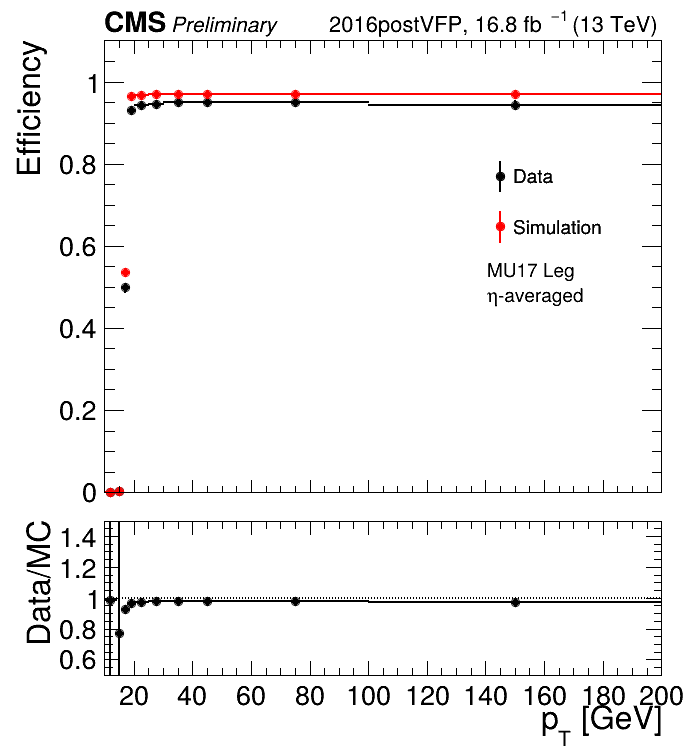 CMS Preliminary 2016postVFP, 16.8 fb⁻¹ (13 TeV)
Efficiency
1
0.8
0.6
0.4
0.2
0
Data
Simulation
MU17 Leg
η-averaged
Data/MC
1.4
1.2
1
0.8
0.6
20 40 60 80 100 120 140 160 180 200
p_T [GeV]